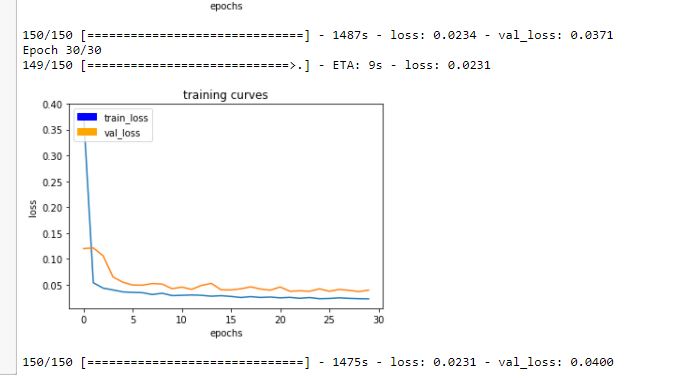 epochs
150/150 [==============================] - 1487s - loss: 0.0234 - val_loss: 0.0371
Epoch 30/30
149/150 [============================>.] - ETA: 9s - loss: 0.0231
training curves
train_loss
val_loss
0.40
0.35
0.30
0.25
0.20
0.15
0.10
0.05
loss
0 5 10 15 20 25 30
epochs
150/150 [==============================] - 1475s - loss: 0.0231 - val_loss: 0.0400